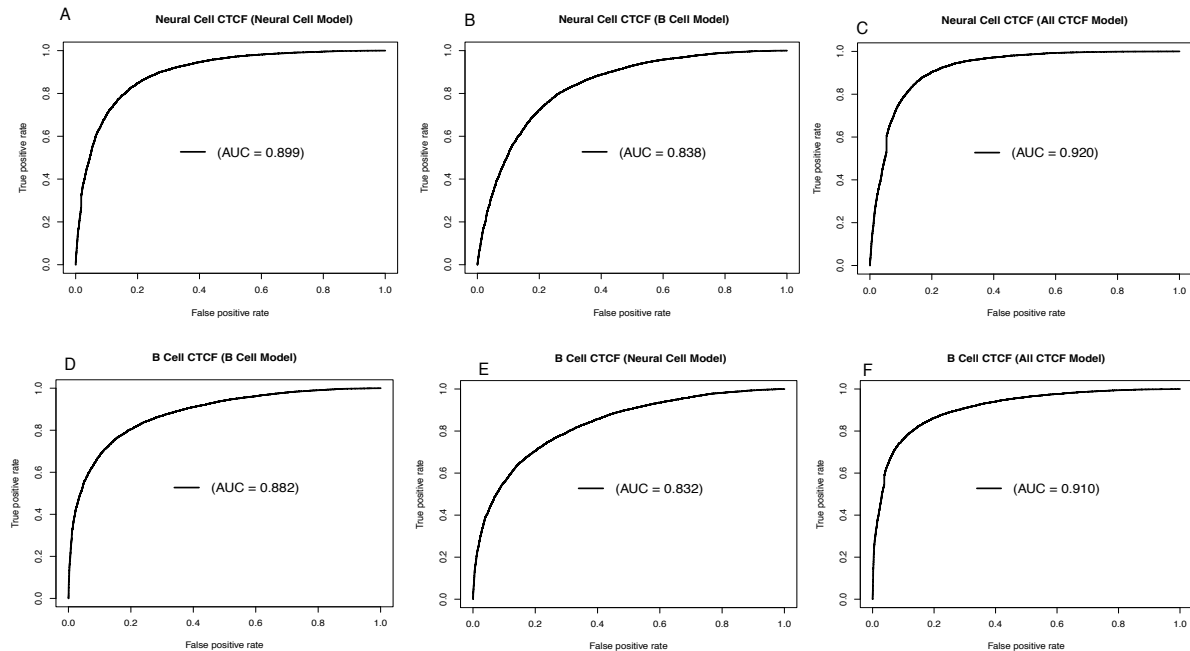 A
Neural Cell CTCF (Neural Cell Model)
True positive rate
1.0
0.8
0.6
0.4
0.2
0.0
(AUC = 0.899)
0.0 0.2 0.4 0.6 0.8 1.0
False positive rate
B
Neural Cell CTCF (B Cell Model)
True positive rate
1.0
0.8
0.6
0.4
0.2
0.0
(AUC = 0.838)
0.0 0.2 0.4 0.6 0.8 1.0
False positive rate
C
Neural Cell CTCF (All CTCF Model)
True positive rate
1.0
0.8
0.6
0.4
0.2
0.0
(AUC = 0.920)
0.0 0.2 0.4 0.6 0.8 1.0
False positive rate
D
B Cell CTCF (B Cell Model)
True positive rate
1.0
0.8
0.6
0.4
0.2
0.0
(AUC = 0.882)
0.0 0.2 0.4 0.6 0.8 1.0
False positive rate
E
B Cell CTCF (Neural Cell Model)
True positive rate
1.0
0.8
0.6
0.4
0.2
0.0
(AUC = 0.832)
0.0 0.2 0.4 0.6 0.8 1.0
False positive rate
F
B Cell CTCF (All CTCF Model)
True positive rate
1.0
0.8
0.6
0.4
0.2
0.0
(AUC = 0.910)
0.0 0.2 0.4 0.6 0.8 1.0
False positive rate